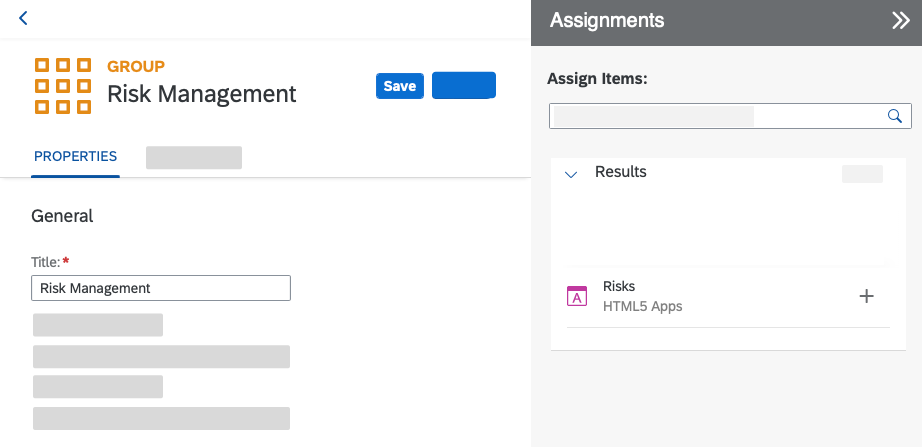 GROUP
Risk Management
Save
PROPERTIES
General
Title:*
Risk Management
Assignments
Assign Items:
Results
A
Risks
HTML5 Apps